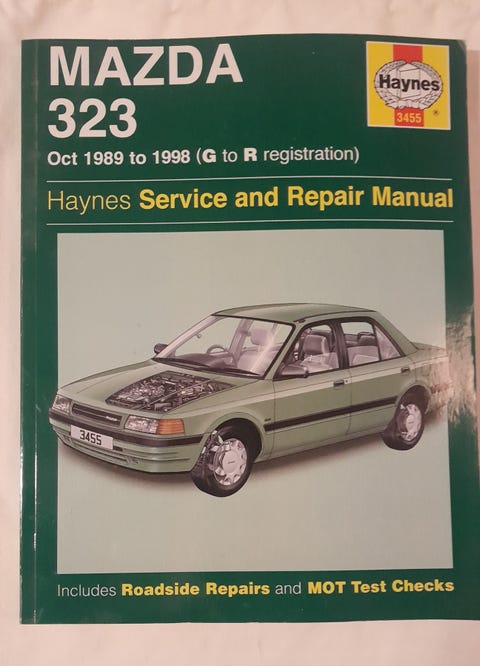 MAZDA
323
Haynes
3455
®
Oct 1989 to 1998 (G to R registration)
Haynes Service and Repair Manual
3455
Includes Roadside Repairs and MOT Test Checks